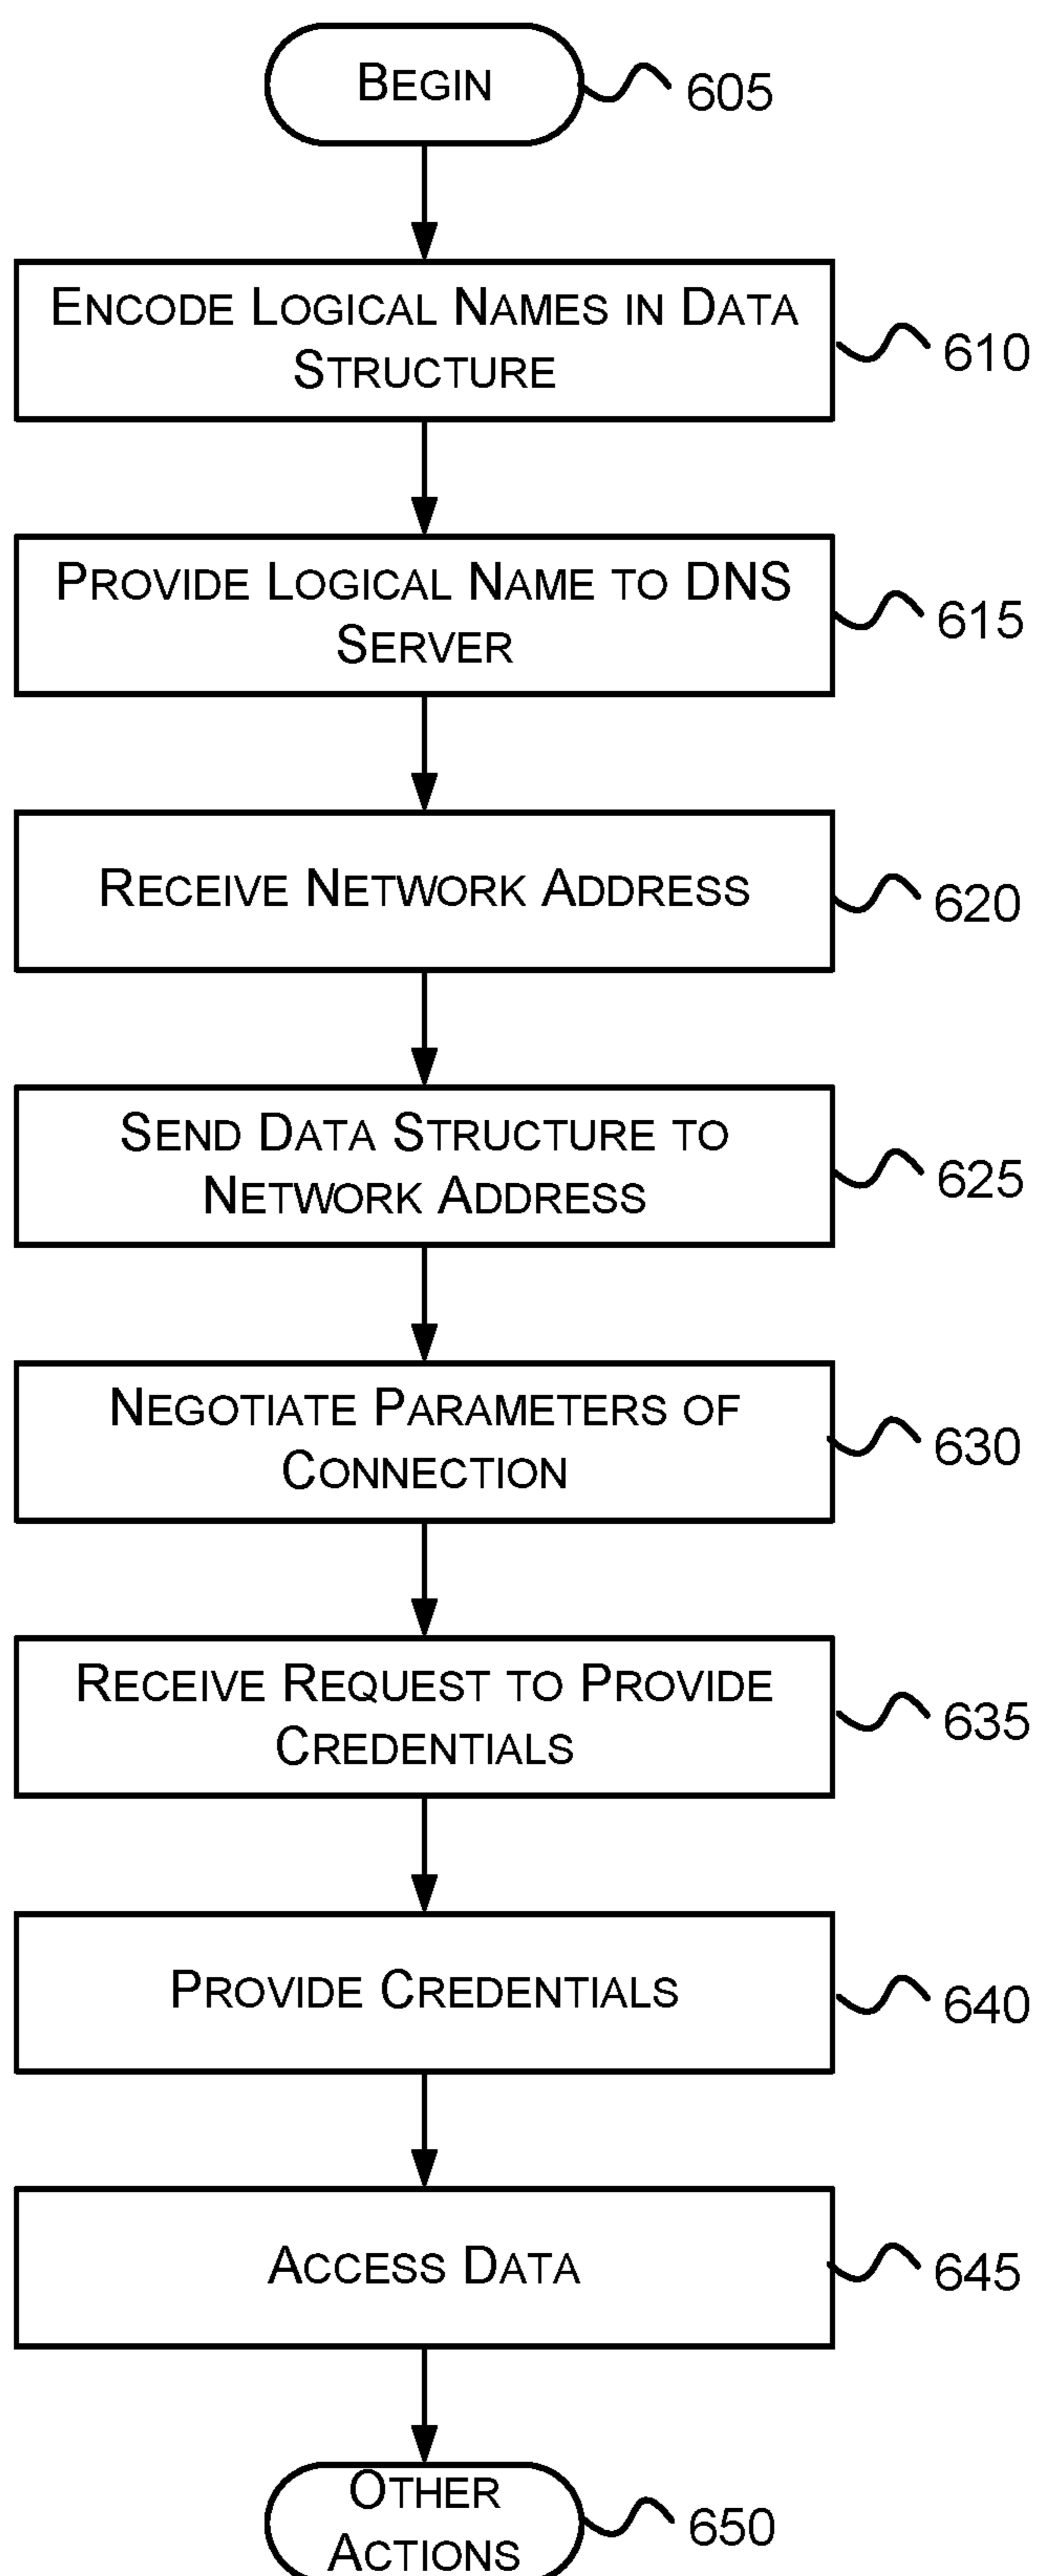 BEGIN
605
ENCODE LOGICAL NAMES IN DATA
STRUCTURE
610
PROVIDE LOGICAL NAME TO DNS
SERVER
615
RECEIVE NETWORK ADDRESS
620
SEND DATA STRUCTURE TO
NETWORK ADDRESS
625
NEGOTIATE PARAMETERS OF
CONNECTION
630
RECEIVE REQUEST TO PROVIDE
CREDENTIALS
635
PROVIDE CREDENTIALS
640
ACCESS DATA
645
OTHER
ACTIONS
650